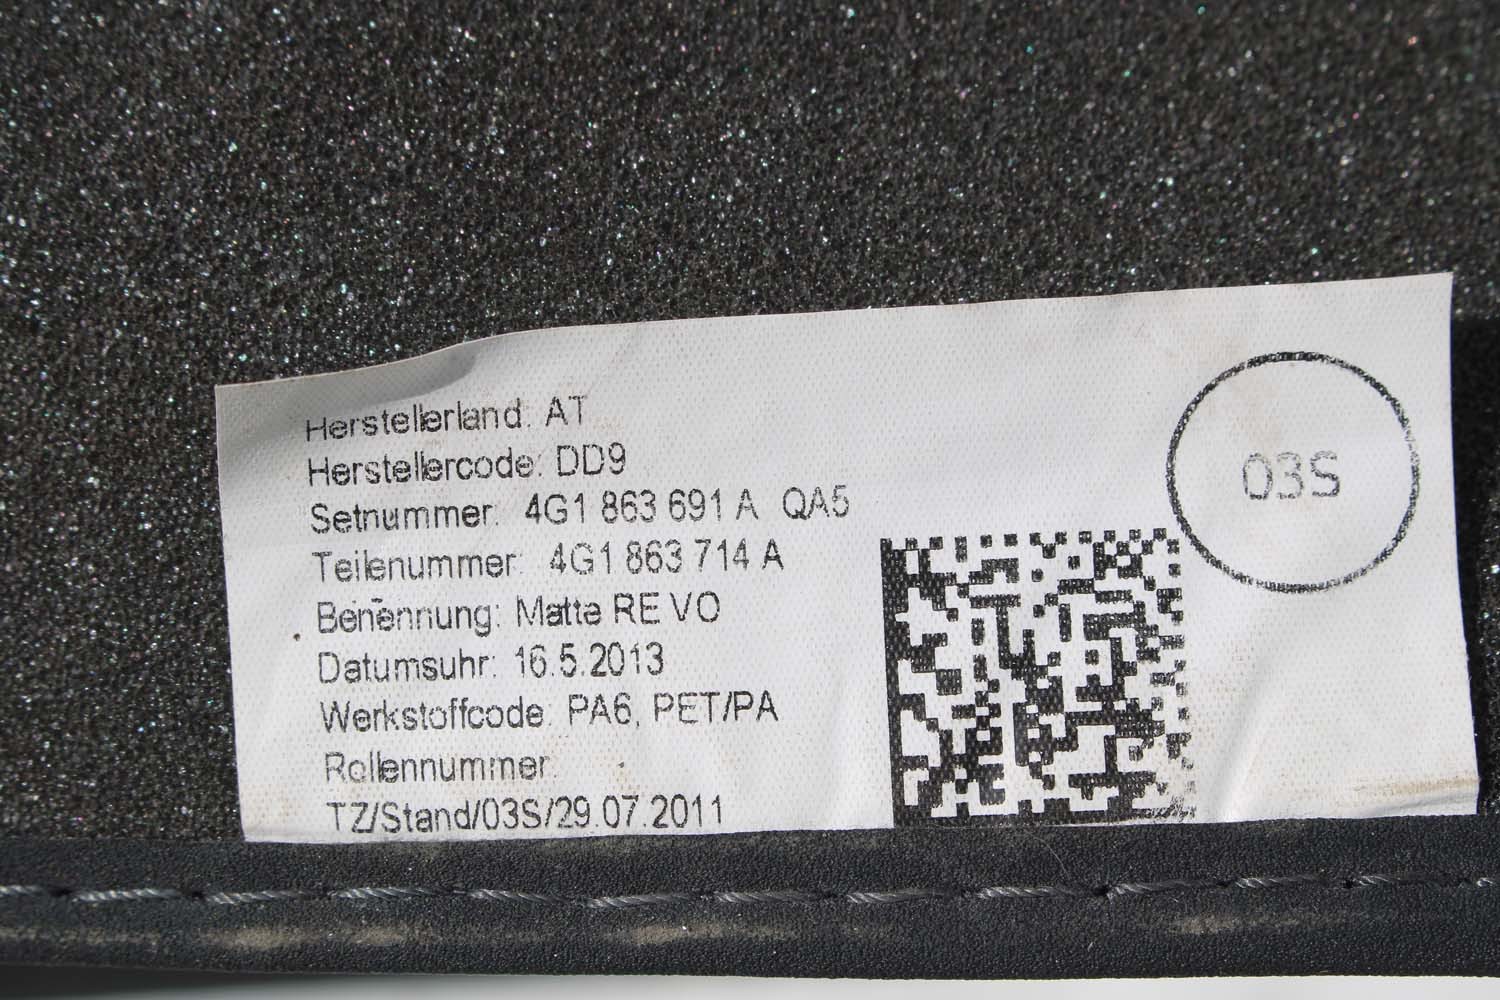 Herstellerland: AT
Herstellercode: DD9
Setnummer: 4G1 863 691 A QA5
Teilenummer: 4G1 863 714 A
Benennung: Matte RE VO
Datumsuhr: 16.5.2013
Werkstoffcode: PA6, PET/PA
Rollennummer:
TZ/Stand/03S/29.07.2011
03S